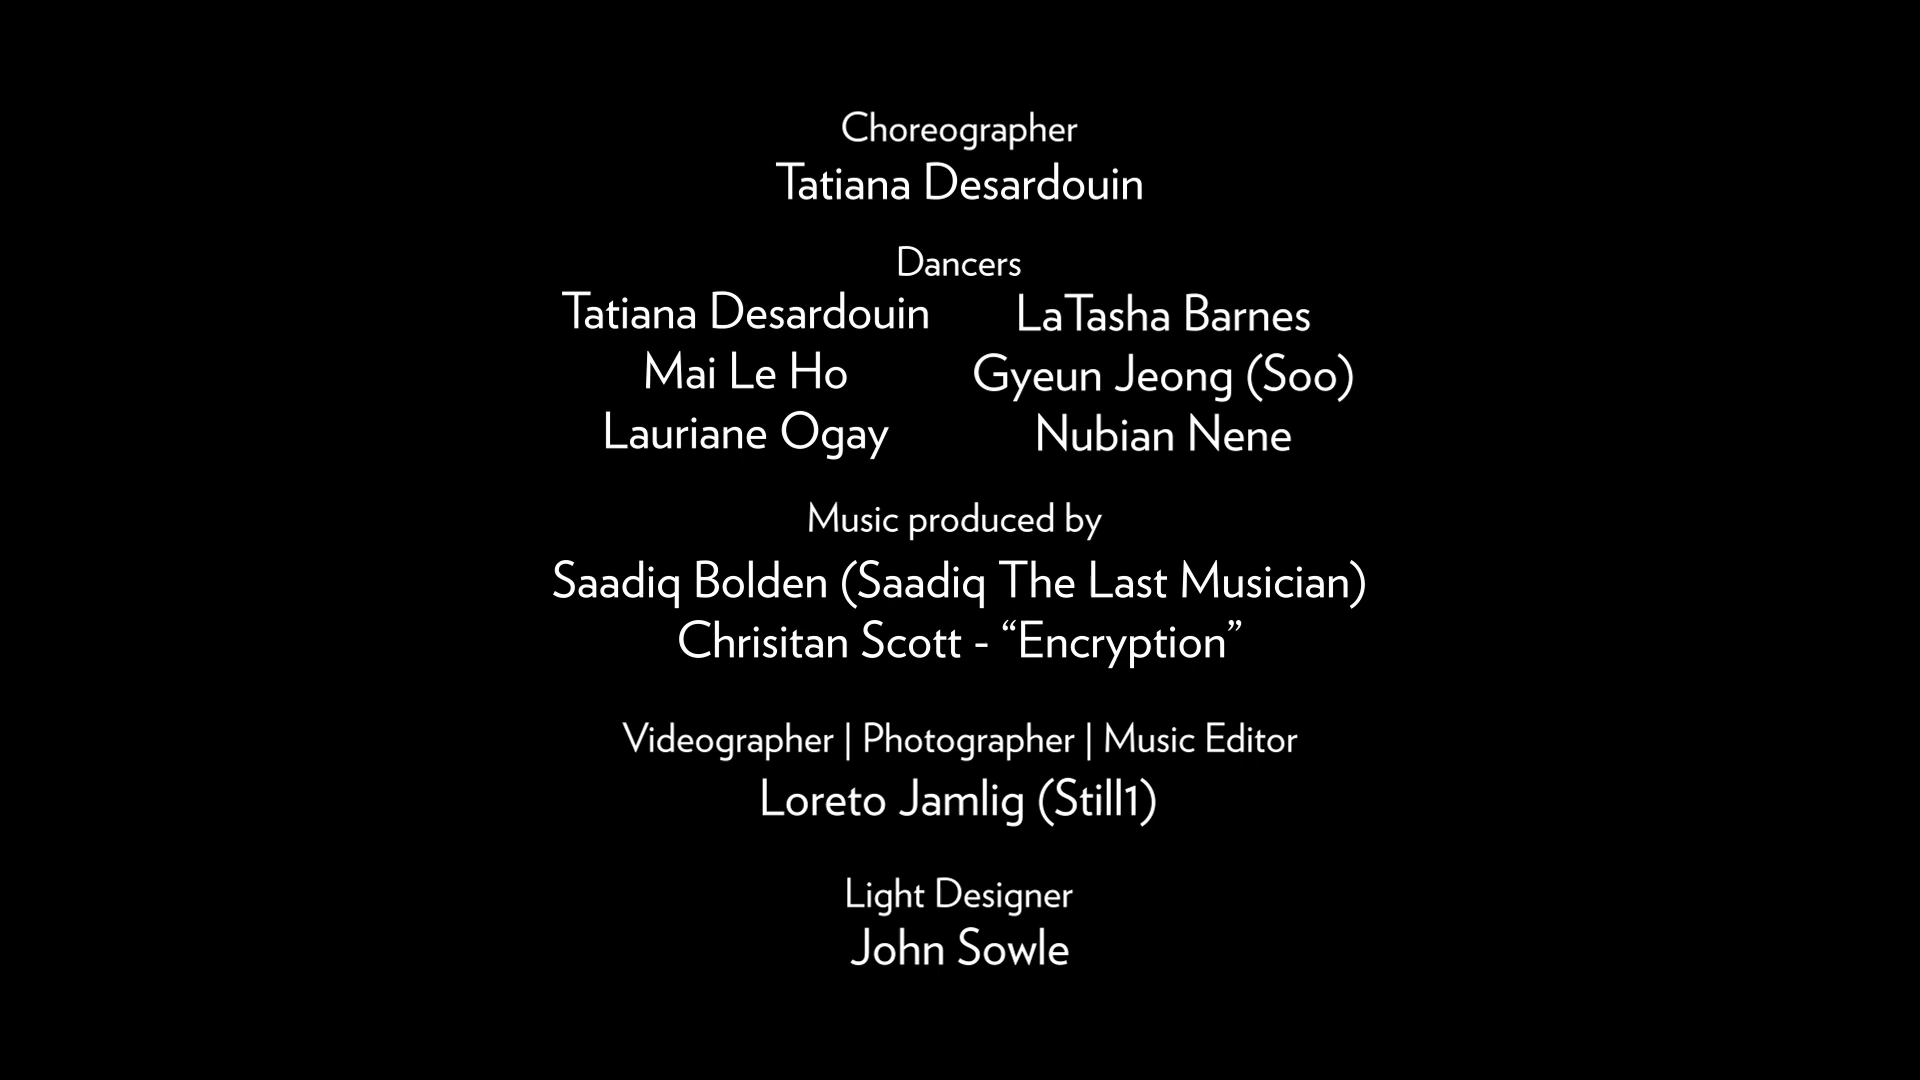 Choreographer
Tatiana Desardouin
Dancers
Tatiana Desardouin
Mai Le Ho
Lauriane Ogay
LaTasha Barnes
Gyeun Jeong (Soo)
Nubian Nene
Music produced by
Saadiq Bolden (Saadiq The Last Musician)
Chrisitan Scott - “Encryption”
Videographer | Photographer | Music Editor
Loreto Jamlig (Still1)
Light Designer
John Sowle